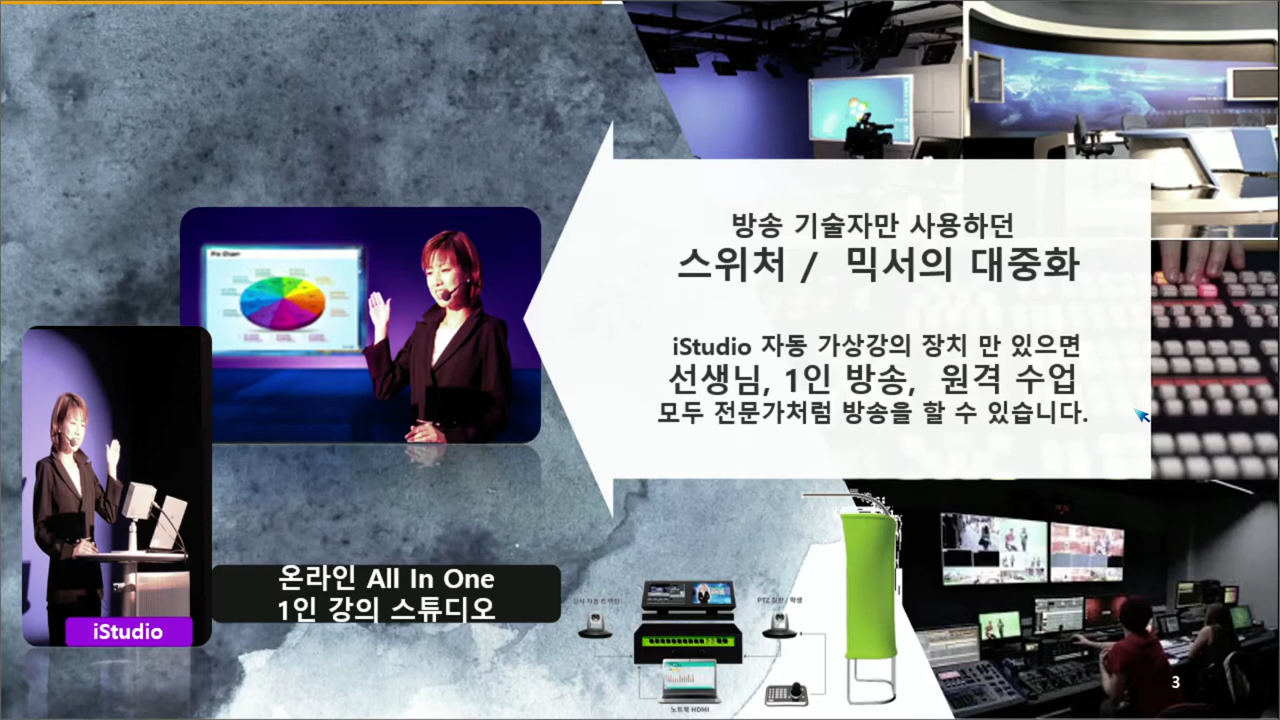 방송 기술자만 사용하던
스위처 / 믹서의 대중화
iStudio 자동 가상강의 장치 만 있으면
선생님, 1인 방송, 원격 수업
모두 전문가처럼 방송을 할 수 있습니다.
온라인 All In One
1인 강의 스튜디오
iStudio
노트북 HDMI
3